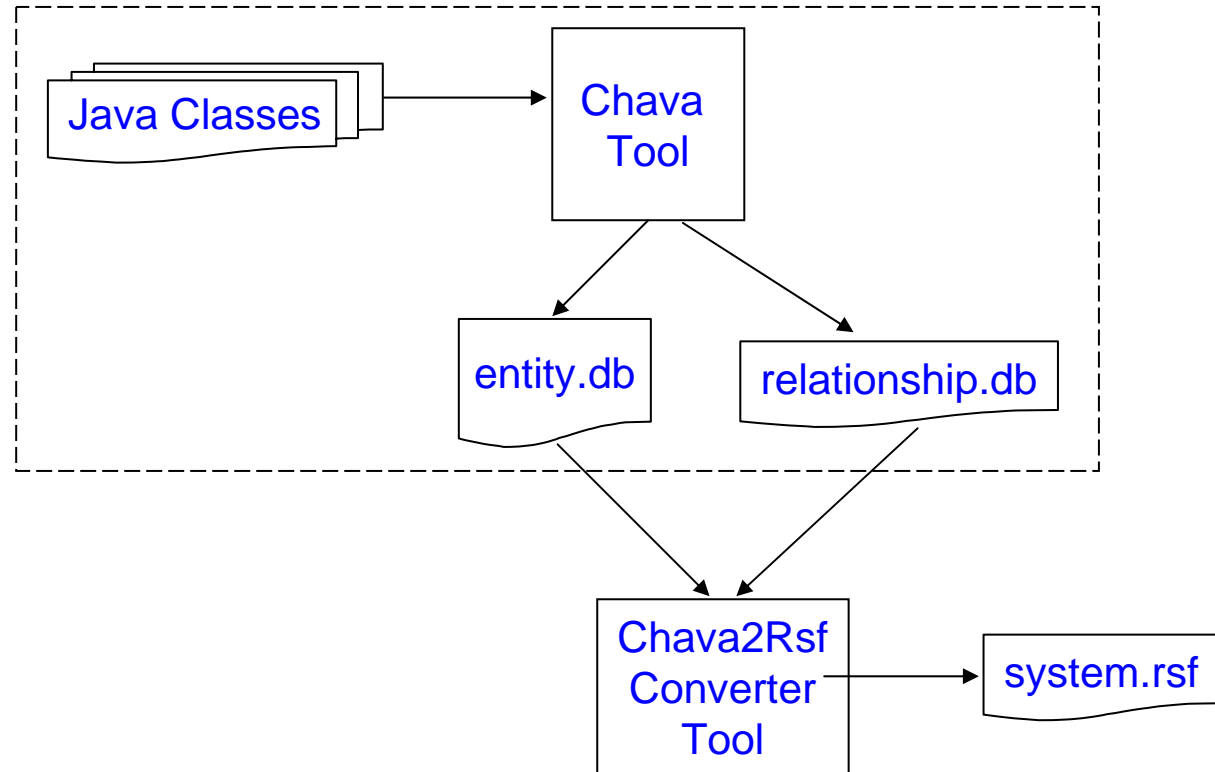 Java Classes
Chava
Tool
entity.db
relationship.db
Chava2Rsf
Converter
Tool
system.rsf